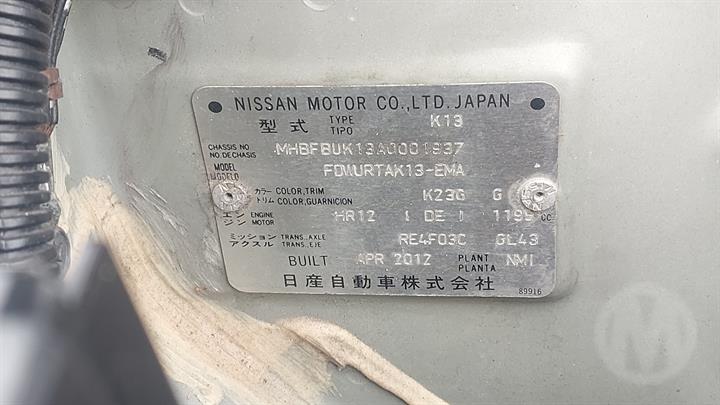 NISSAN MOTOR CO.,LTD. JAPAN
型式 TYPE TIPO K13
CHASSIS NO NO. DE CHASIS MHBFBUK13A0001937
MODEL MODELO FDWURTAK13-EMA
カラー COLOR, TRIM トリム COLOR, GUARNICION K23G G
エンジン ENGINE MOTOR HR12 DE 1199 CC
ミッション TRANS., AXLE アクスル TRANS., EJE RE4F03C GL43
BUILT APR 2012 PLANT PLANTA NMI
日産自動車株式会社
89916
M